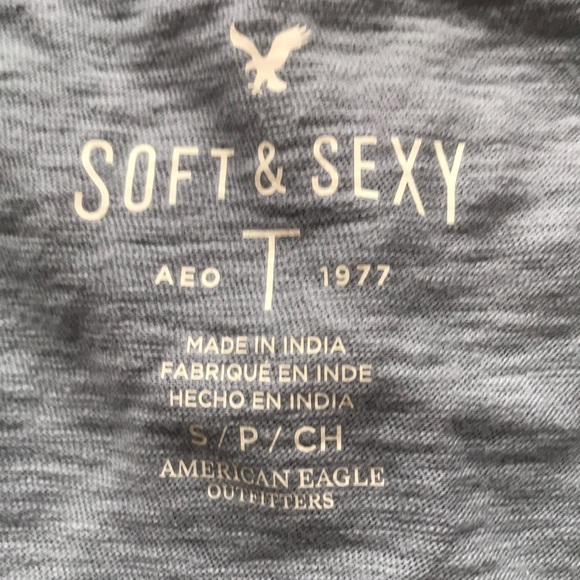 SOFT & SEXY
T
AEO 1977
MADE IN INDIA
FABRIQUÉ EN INDE
HECHO EN INDIA
S / P / CH
AMERICAN EAGLE
OUTFITTERS